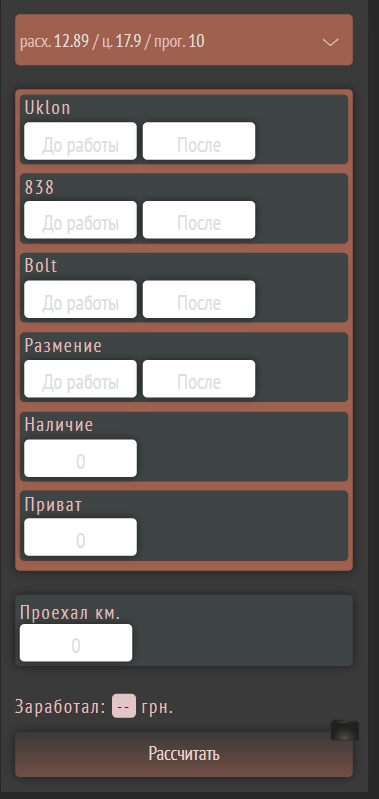 расх. 12.89 / ц. 17.9 / прог. 10
Uklon
До работы После
838
До работы После
Bolt
До работы После
Размение
До работы После
Наличие
0
Приват
0
Проехал км.
0
Заработал: -- грн.
Рассчитать